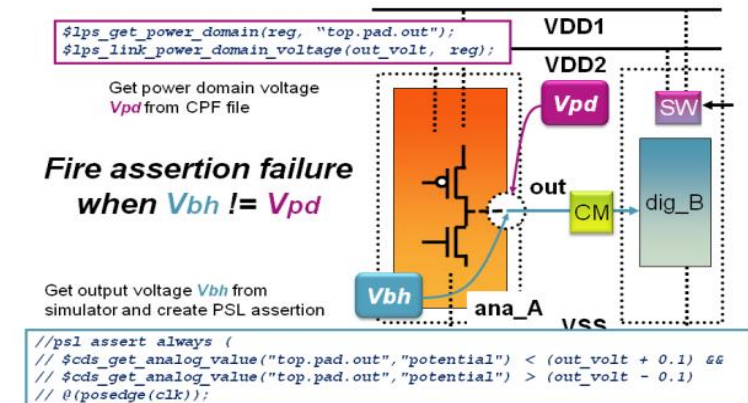 $lps_get_power_domain(reg, "top.pad.out");
$lps_link_power_domain_voltage(out_volt, reg);
VDD1
VDD2
Get power domain voltage
Vpd from CPF file
Vpd
SW
Fire assertion failure
when Vbh != Vpd
out
CM
dig_B
Get output voltage Vbh from
simulator and create PSL assertion
Vbh
ana_A
VSS
//psl assert always (
// $cds_get_analog_value("top.pad.out","potential") < (out_volt + 0.1) &&
// $cds_get_analog_value("top.pad.out","potential") > (out_volt - 0.1)
// @(posedge(clk));